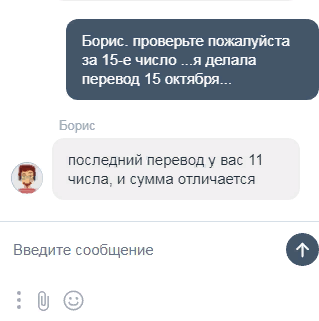 Борис. проверьте пожалуйста
за 15-е число ...я делала
перевод 15 октября...
Борис
последний перевод у вас 11
числа, и сумма отличается
Введите сообщение